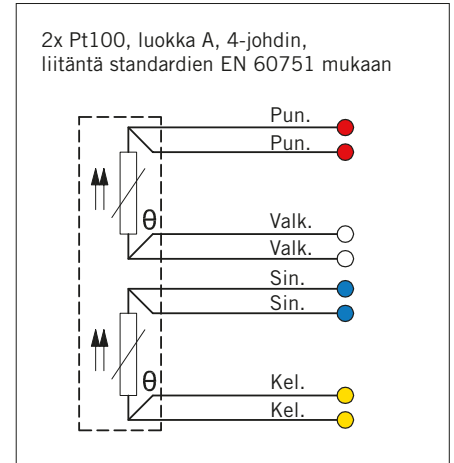 2x Pt100, luokka A, 4-johdin,
liitäntä standardien EN 60751 mukaan
Pun.
Pun.
θ
Valk.
Valk.
Sin.
Sin.
θ
Kel.
Kel.